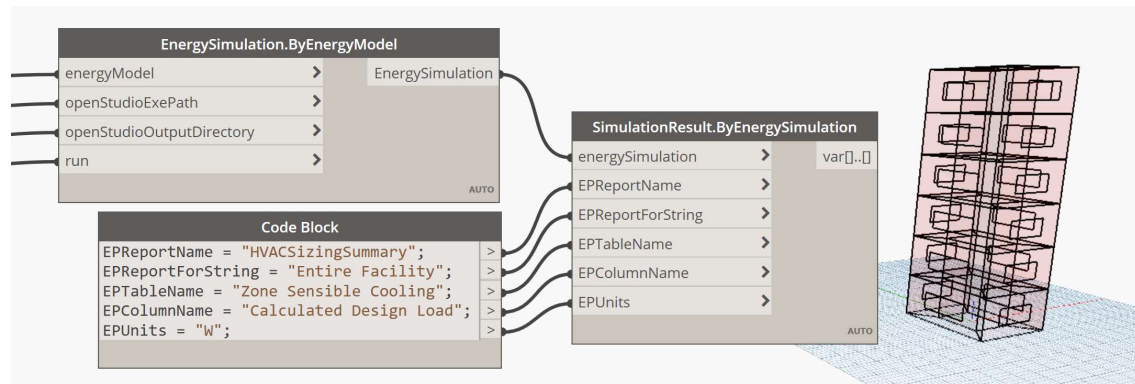 EnergySimulation.ByEnergyModel
energyModel > EnergySimulation
openStudioExePath >
openStudioOutputDirectory >
run >
AUTO
SimulationResult.ByEnergySimulation
energySimulation > var[]..[]
EPReportName >
EPReportForString >
EPTableName >
EPColumnName >
EPUnits >
AUTO
Code Block
EPReportName = "HVACSizingSummary"; >
EPReportForString = "Entire Facility"; >
EPTableName = "Zone Sensible Cooling"; >
EPColumnName = "Calculated Design Load"; >
EPUnits = "W"; >